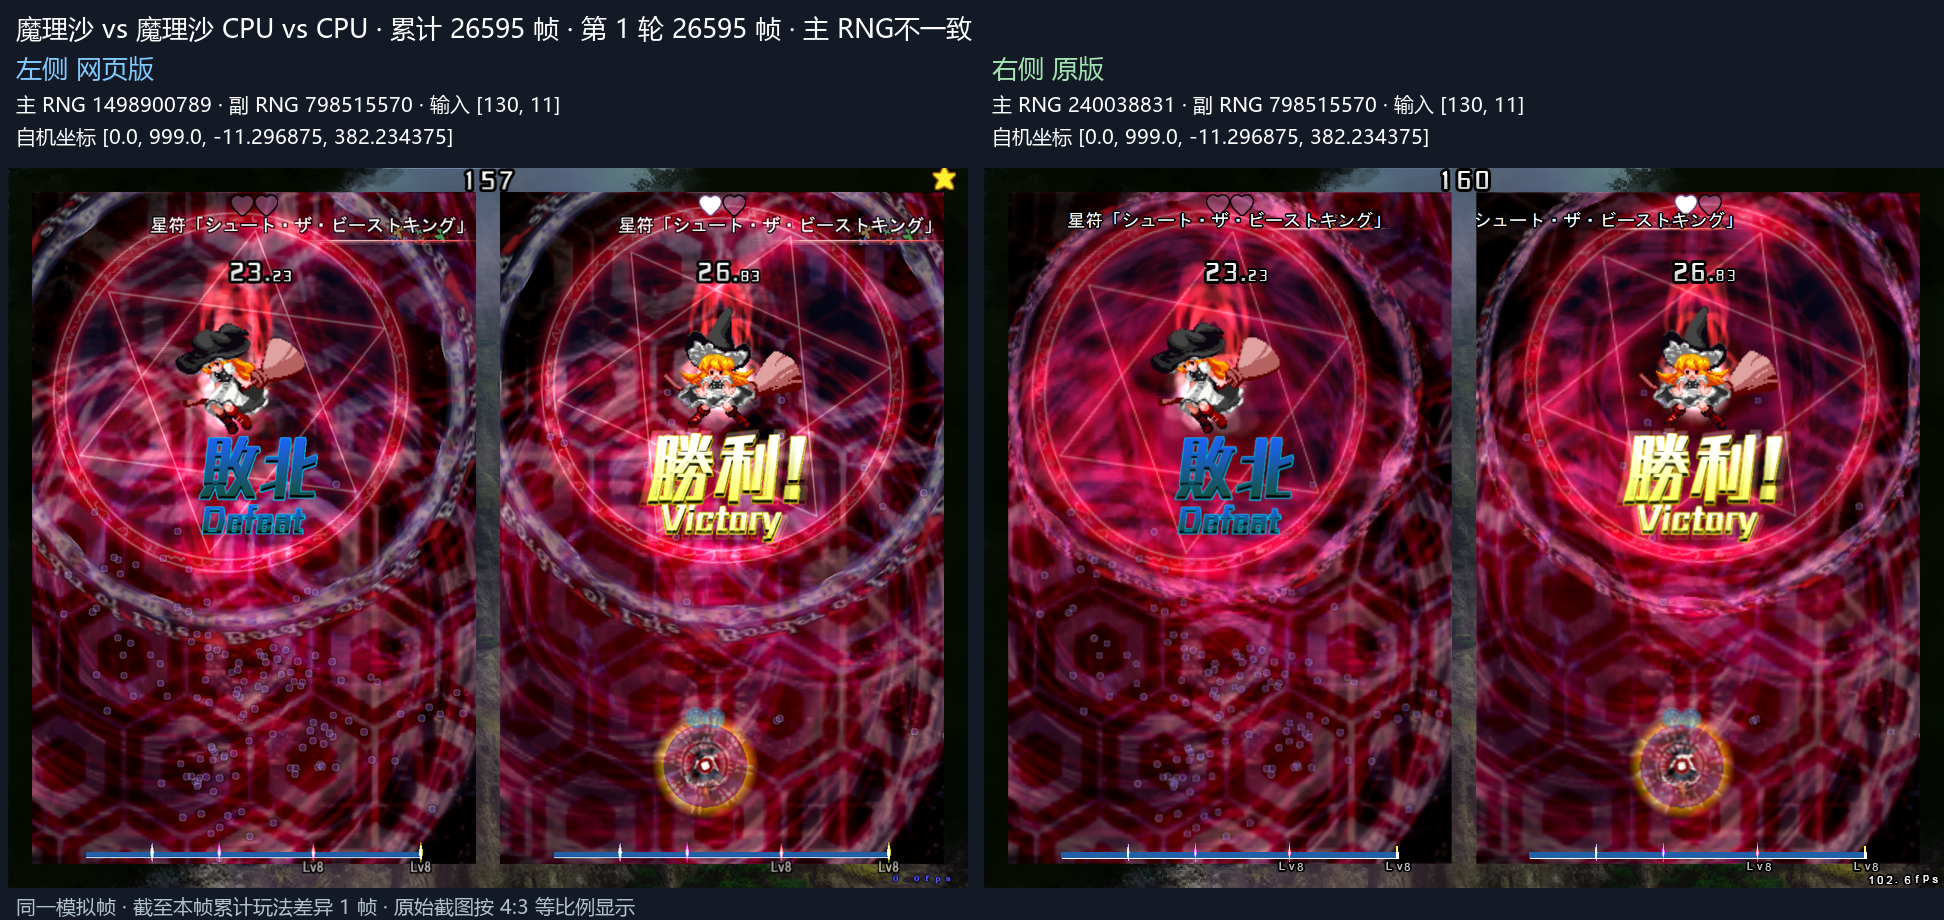 魔理沙 vs 魔理沙 CPU vs CPU · 累计 26595 帧 · 第 1 轮 26595 帧 · 主 RNG不一致
左侧 网页版
主 RNG 1498900789 · 副 RNG 798515570 · 输入 [130, 11]
自机坐标 [0.0, 999.0, -11.296875, 382.234375]
157
星符「シュート・ザ・ビーストキング」
星符「シュート・ザ・ビーストキング」
23.23
26.83
敗北
Defeat
勝利!
Victory
Lv8
Lv8
Lv8
Lv8
0.0fps
右侧 原版
主 RNG 240038831 · 副 RNG 798515570 · 输入 [130, 11]
自机坐标 [0.0, 999.0, -11.296875, 382.234375]
160
星符「シュート・ザ・ビーストキング」
シュート・ザ・ビーストキング」
23.23
26.83
敗北
Defeat
勝利!
Victory
Lv8
Lv8
Lv8
Lv8
102.6fps
同一模拟帧 · 截至本帧累计玩法差异 1 帧 · 原始截图按 4:3 等比例显示